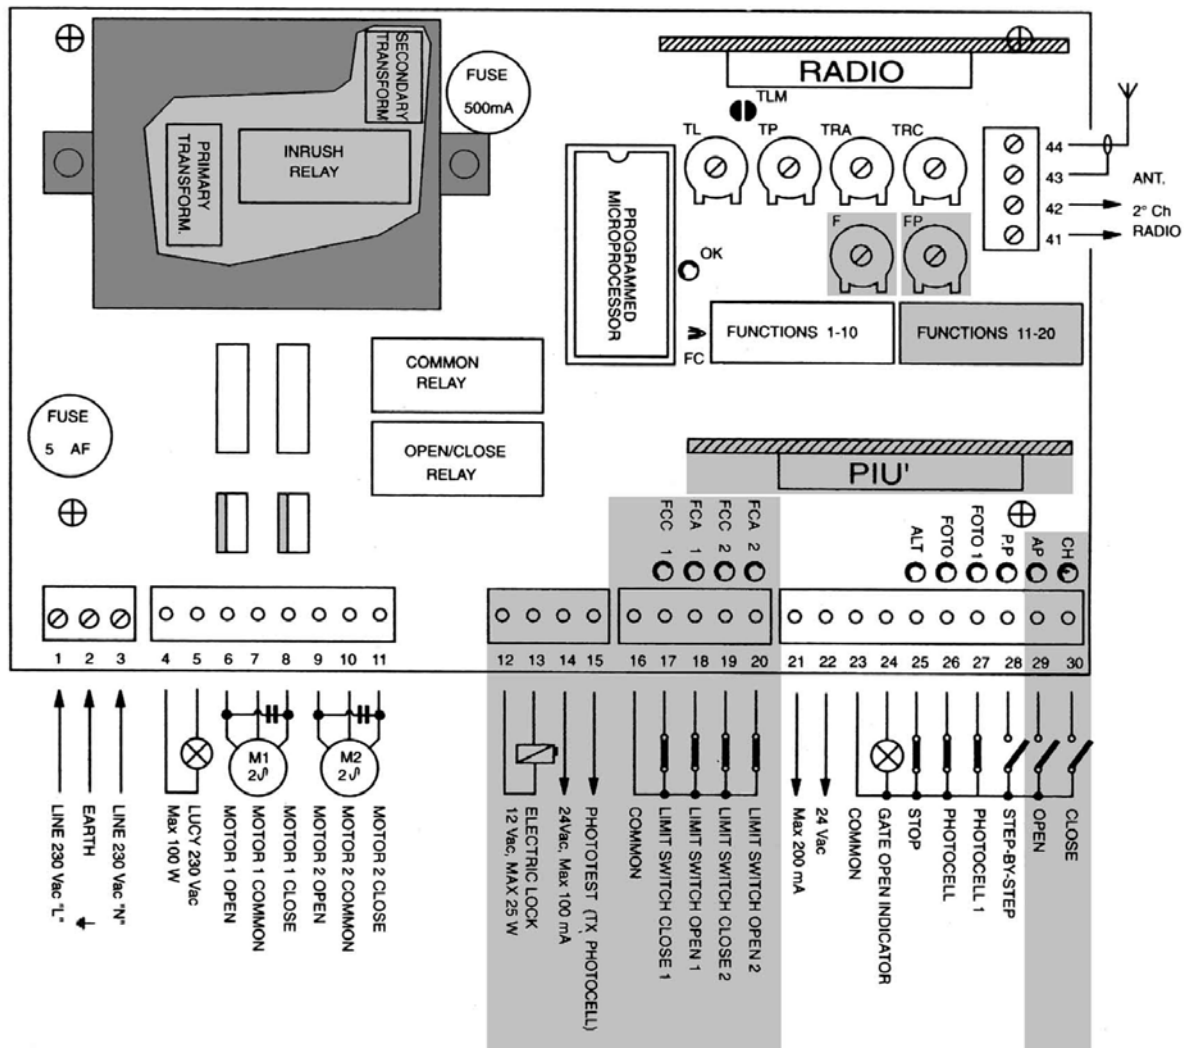 SECONDARY
TRANSFORM
FUSE
500mA
PRIMARY
TRANSFORM.
INRUSH
RELAY
RADIO
TLM
TL
TP
TRA
TRC
44
43
42
41
ANT.
2° Ch
RADIO
PROGRAMMED
MICROPROCESSOR
OK
F
FP
FC
FUNCTIONS 1-10
FUNCTIONS 11-20
COMMON
RELAY
FUSE
5 AF
OPEN/CLOSE
RELAY
PIU'
FCC 1
FCA 1
FCC 2
FCA 2
ALT
FOTO
FOTO 1
P.P
AP
CH
1 2 3
4 5 6 7 8 9 10 11
12 13 14 15
16 17 18 19 20
21 22 23 24 25 26 27 28 29 30
M1
2
M2
2
LINE 230 Vac "L"
EARTH
LINE 230 Vac "N"
Max 100 W
LUCY 230 Vac
MOTOR 1 OPEN
MOTOR 1 COMMON
MOTOR 1 CLOSE
MOTOR 2 OPEN
MOTOR 2 COMMON
MOTOR 2 CLOSE
12 Vac, MAX 25 W
ELECTRIC LOCK
24Vac, Max 100 mA
PHOTOTEST (TX PHOTOCELL)
COMMON
LIMIT SWITCH CLOSE 1
LIMIT SWITCH OPEN 1
LIMIT SWITCH CLOSE 2
LIMIT SWITCH OPEN 2
Max 200 mA
24 Vac
COMMON
GATE OPEN INDICATOR
STOP
PHOTOCELL
PHOTOCELL 1
STEP-BY-STEP
OPEN
CLOSE